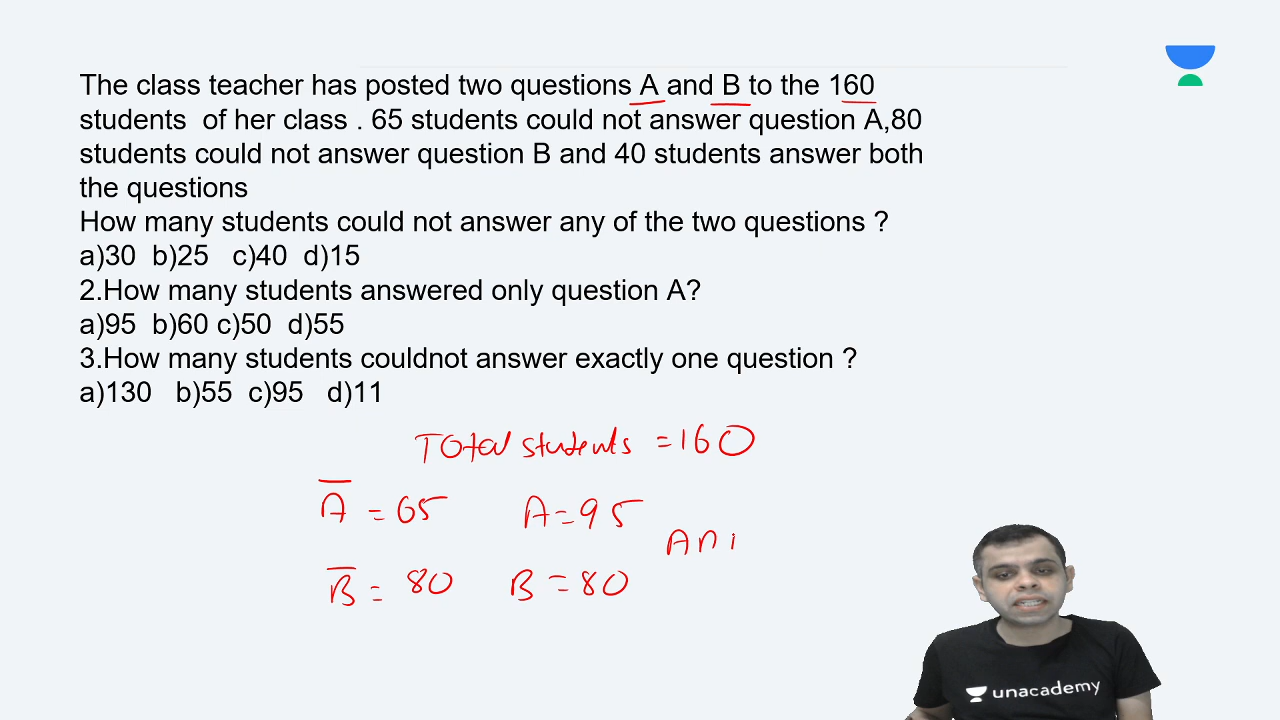 The class teacher has posted two questions A and B to the 160
students of her class . 65 students could not answer question A,80
students could not answer question B and 40 students answer both
the questions
How many students could not answer any of the two questions ?
a)30 b)25 c)40 d)15
2.How many students answered only question A?
a)95 b)60 c)50 d)55
3.How many students couldnot answer exactly one question ?
a)130 b)55 c)95 d)11
Total students = 160
A̅ = 65 A = 95
A ∩
B̅ = 80 B = 80
unacademy